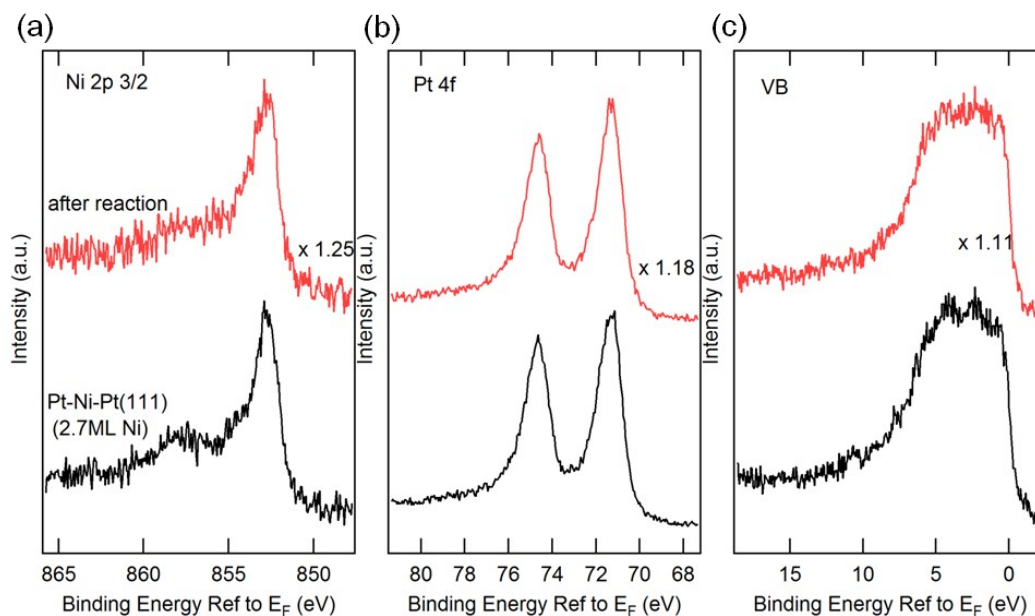 (a)
Ni 2p 3/2
after reaction
x 1.25
Pt-Ni-Pt(111)
(2.7ML Ni)
Intensity (a.u.)
865 860 855 850
Binding Energy Ref to E_F (eV)
(b)
Pt 4f
x 1.18
Intensity (a.u.)
80 78 76 74 72 70 68
Binding Energy Ref to E_F (eV)
(c)
VB
x 1.11
Intensity (a.u.)
15 10 5 0
Binding Energy Ref to E_F (eV)